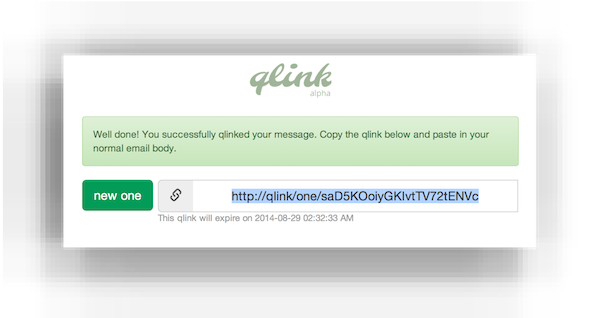 qlink
alpha
Well done! You successfully qlinked your message. Copy the qlink below and paste in your
normal email body.
new one
http://qlink/one/saD5KOoiyGKIvtTV72tENVc
This qlink will expire on 2014-08-29 02:32:33 AM